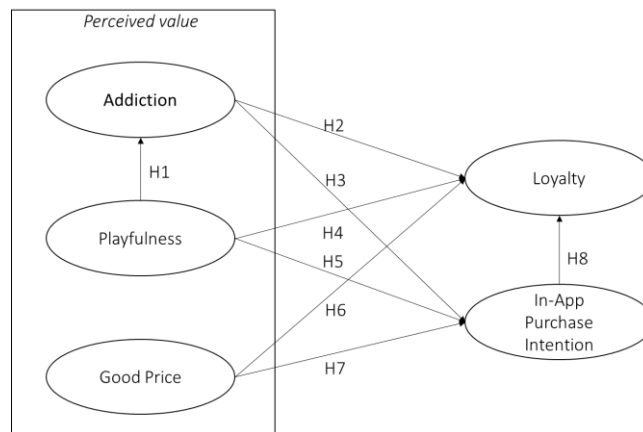 Perceived value
Addiction
H2
H1
H3
Loyalty
Playfulness
H4
H5
H8
H6
In-App
Purchase
Intention
Good Price
H7